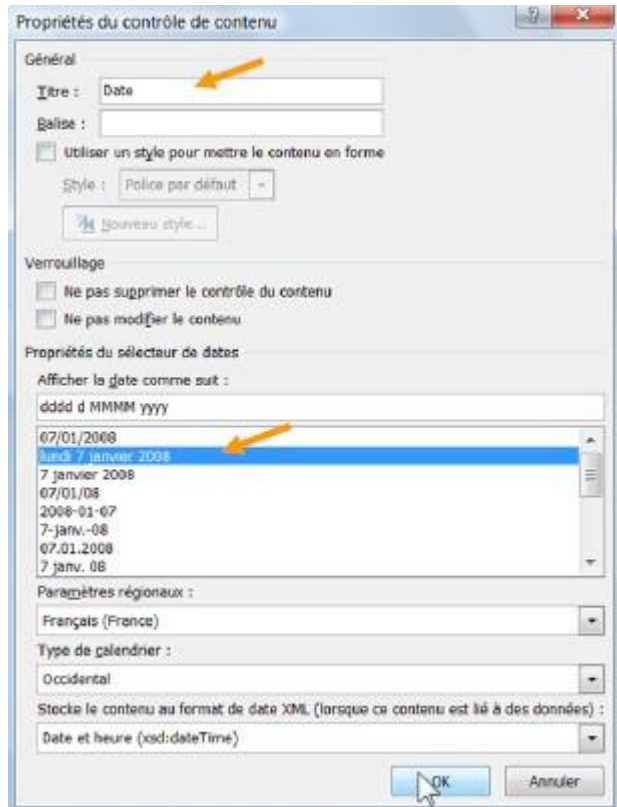 Propriétés du contrôle de contenu
Général
Titre : Date
Balise :
Utiliser un style pour mettre le contenu en forme
Style : Police par défaut
Nouveau style...
Verrouillage
Ne pas supprimer le contrôle du contenu
Ne pas modifier le contenu
Propriétés du sélecteur de dates
Afficher la date comme suit :
dddd d MMMM yyyy
07/01/2008
lundi 7 janvier 2008
7 janvier 2008
07/01/08
2008-01-07
7-janv.-08
07.01.2008
7 janv. 08
Paramètres régionaux :
Français (France)
Type de calendrier :
Occidental
Stocke le contenu au format de date XML (lorsque ce contenu est lié à des données) :
Date et heure (xsd:dateTime)
OK Annuler